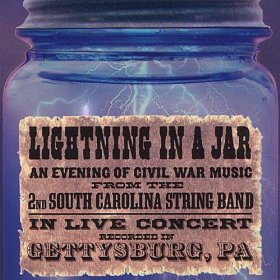 LIGHTNING IN A JAR
AN EVENING OF CIVIL WAR MUSIC
FROM THE
2ND SOUTH CAROLINA STRING BAND
IN LIVE CONCERT
RECORDED IN
GETTYSBURG, PA